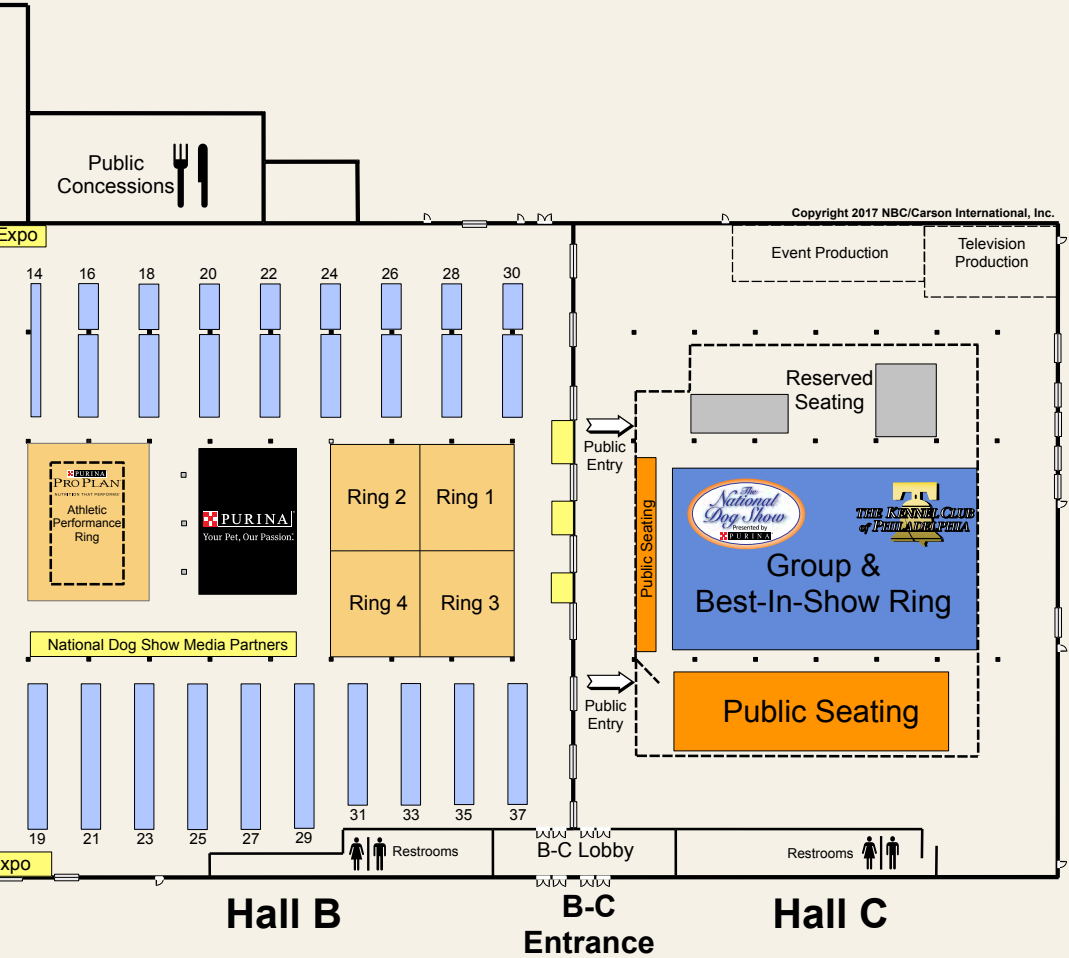 Public
Concessions
Copyright 2017 NBC/Carson International, Inc.
Expo
Event Production
Television
Production
14
16
18
20
22
24
26
28
30
Reserved
Seating
Public
Entry
PURINA
PRO PLAN
NUTRITION THAT PERFORMS
Athletic
Performance
Ring
PURINA
Your Pet, Our Passion.
Ring 2
Ring 1
Ring 4
Ring 3
Public Seating
The
National
Dog Show
Presented by
PURINA
THE KENNEL CLUB
of PHILADELPHIA
Group &
Best-In-Show Ring
National Dog Show Media Partners
Public
Entry
Public Seating
19
21
23
25
27
29
31
33
35
37
xpo
Restrooms
B-C Lobby
Restrooms
Hall B
B-C
Entrance
Hall C